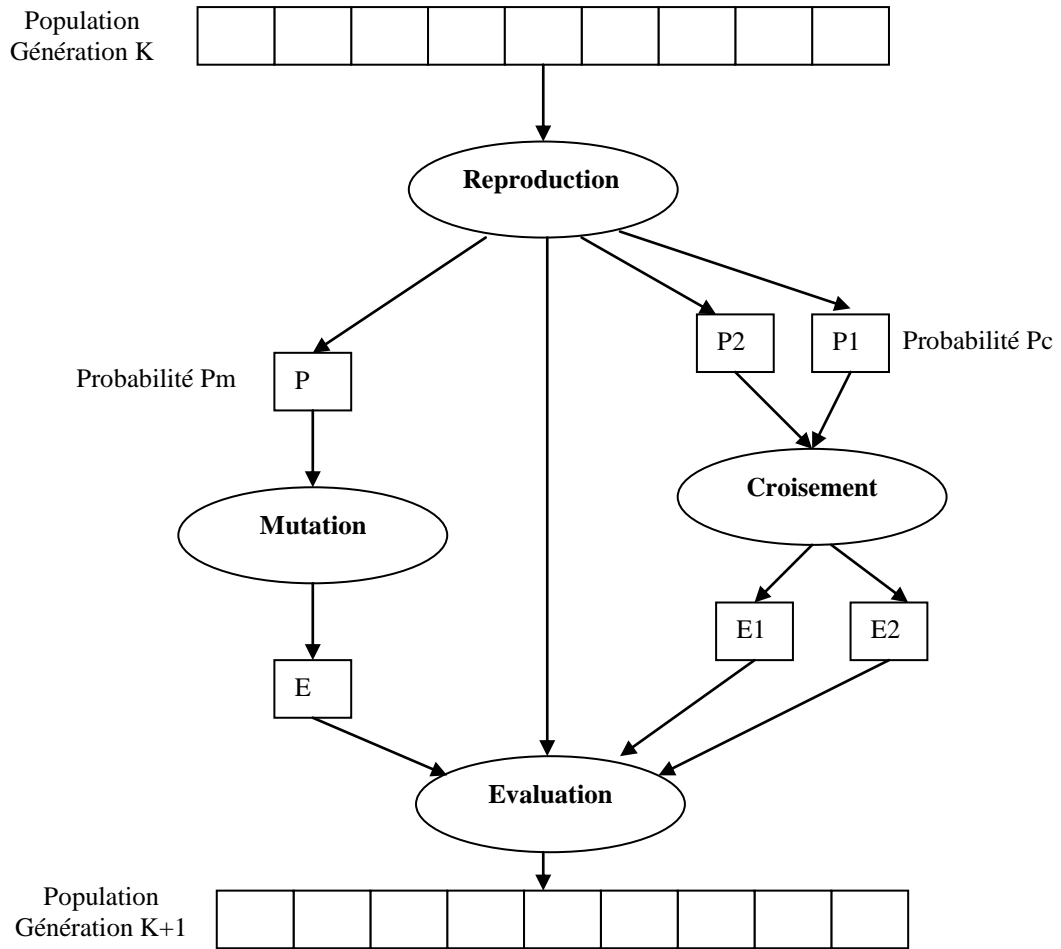 Population
Génération K
Reproduction
P2
P1
Probabilité Pc
Probabilité Pm
P
Croisement
Mutation
E1
E2
E
Evaluation
Population
Génération K+1